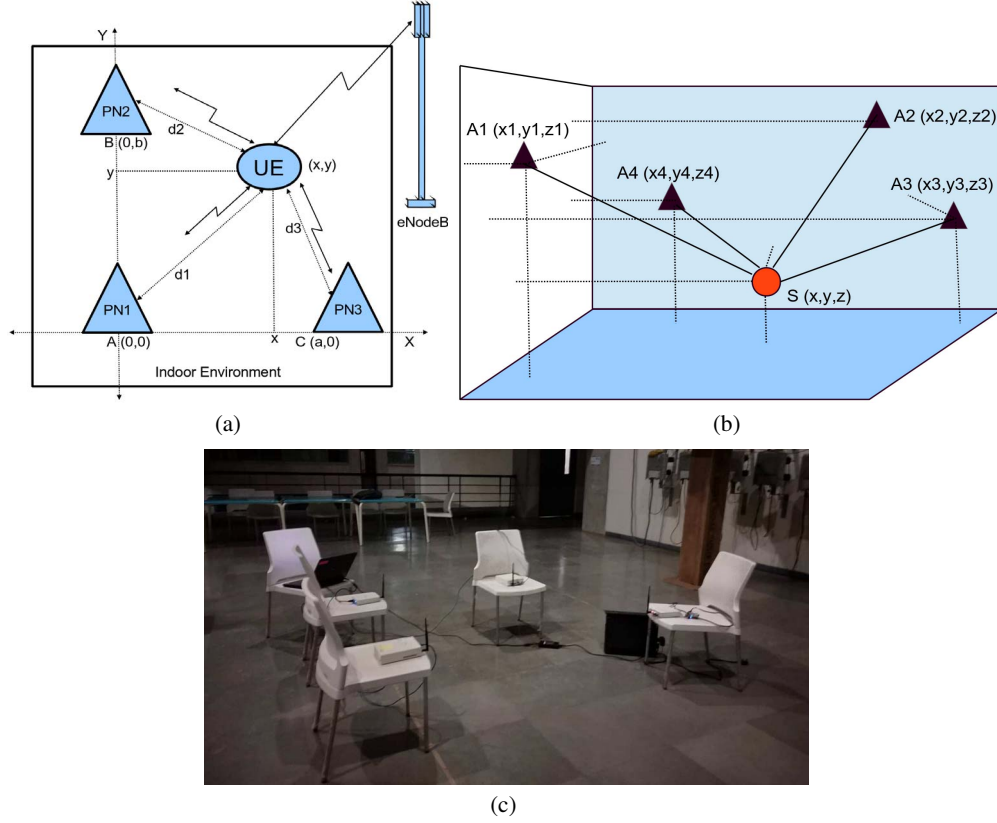 Y
PN2
d2
B (0,b)
UE
(x,y)
y
eNodeB
d3
d1
PN1
PN3
A (0,0)
x
C (a,0)
X
Indoor Environment
(a)
A1 (x1,y1,z1)
A2 (x2,y2,z2)
A4 (x4,y4,z4)
A3 (x3,y3,z3)
S (x,y,z)
(b)
(c)